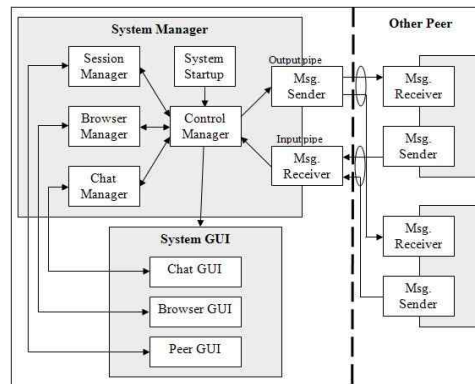 System Manager
Other Peer
Session
Manager
System
Startup
Output pipe
Msg.
Sender
Msg.
Receiver
Browser
Manager
Control
Manager
Input pipe
Msg.
Receiver
Msg.
Sender
Chat
Manager
System GUI
Chat GUI
Browser GUI
Peer GUI
Msg.
Receiver
Msg.
Sender